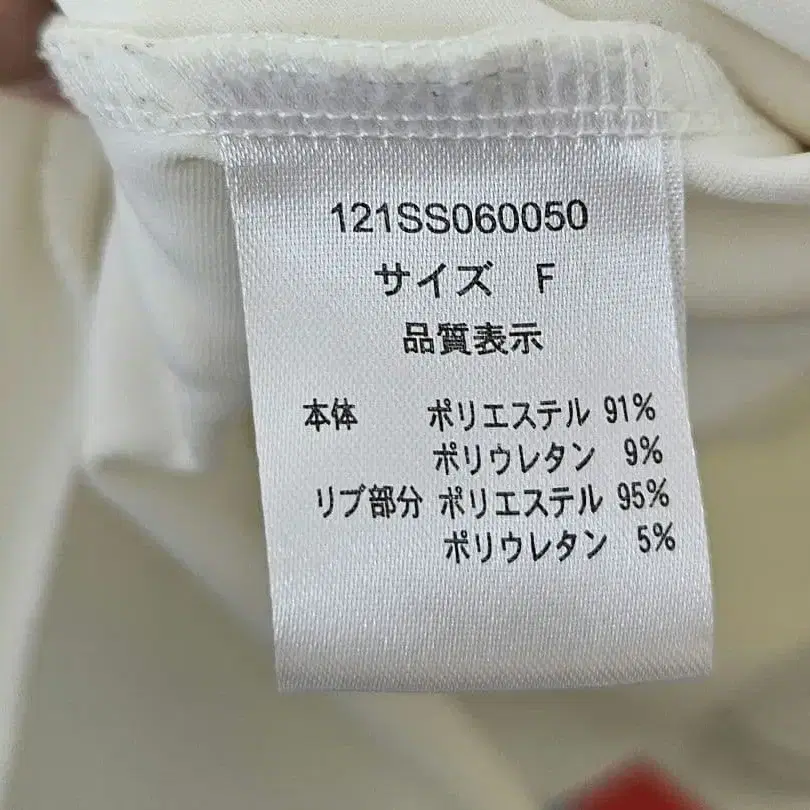 121SS060050
サイズ F
品質表示
本体 ポリエステル 91%
ポリウレタン 9%
リブ部分 ポリエステル 95%
ポリウレタン 5%